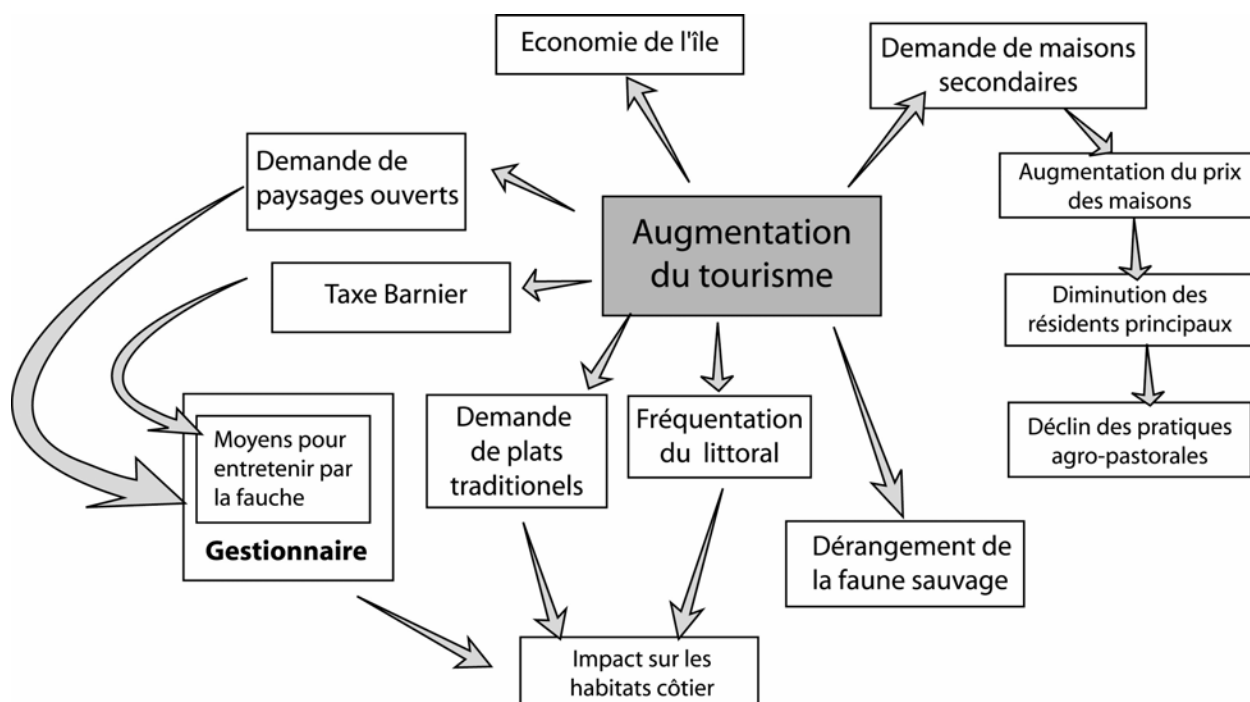 Economie de l'île
Demande de maisons
secondaires
Demande de
paysages ouverts
Augmentation du prix
des maisons
Augmentation
du tourisme
Taxe Barnier
Diminution des
résidents principaux
Demande
de plats
traditionels
Fréquentation
du littoral
Déclin des pratiques
agro-pastorales
Moyens pour
entretenir par
la fauche
Gestionnaire
Dérangement de
la faune sauvage
Impact sur les
habitats côtier